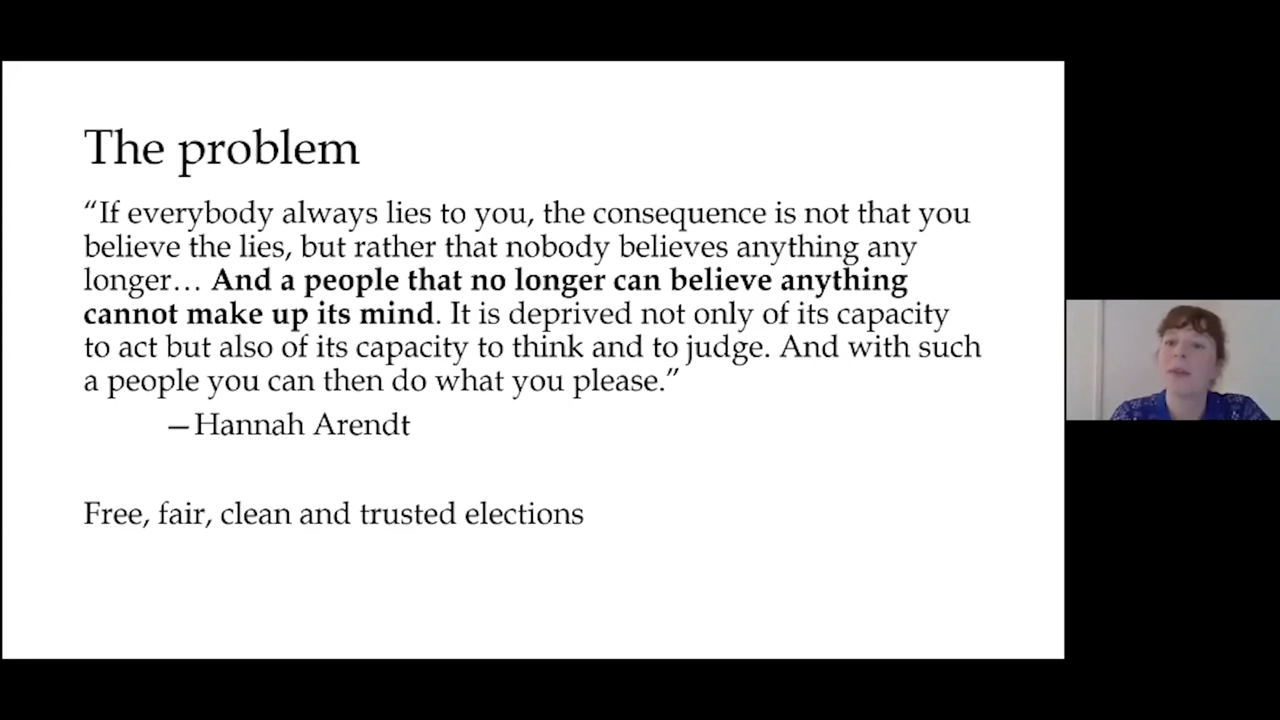 The problem
“If everybody always lies to you, the consequence is not that you
believe the lies, but rather that nobody believes anything any
longer… And a people that no longer can believe anything
cannot make up its mind. It is deprived not only of its capacity
to act but also of its capacity to think and to judge. And with such
a people you can then do what you please.”
—Hannah Arendt
Free, fair, clean and trusted elections